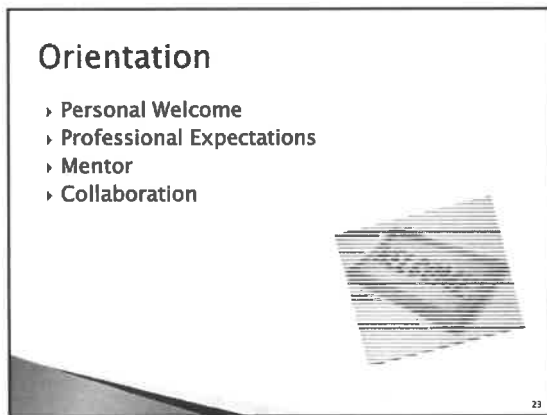 Orientation
Personal Welcome
Professional Expectations
Mentor
Collaboration
23